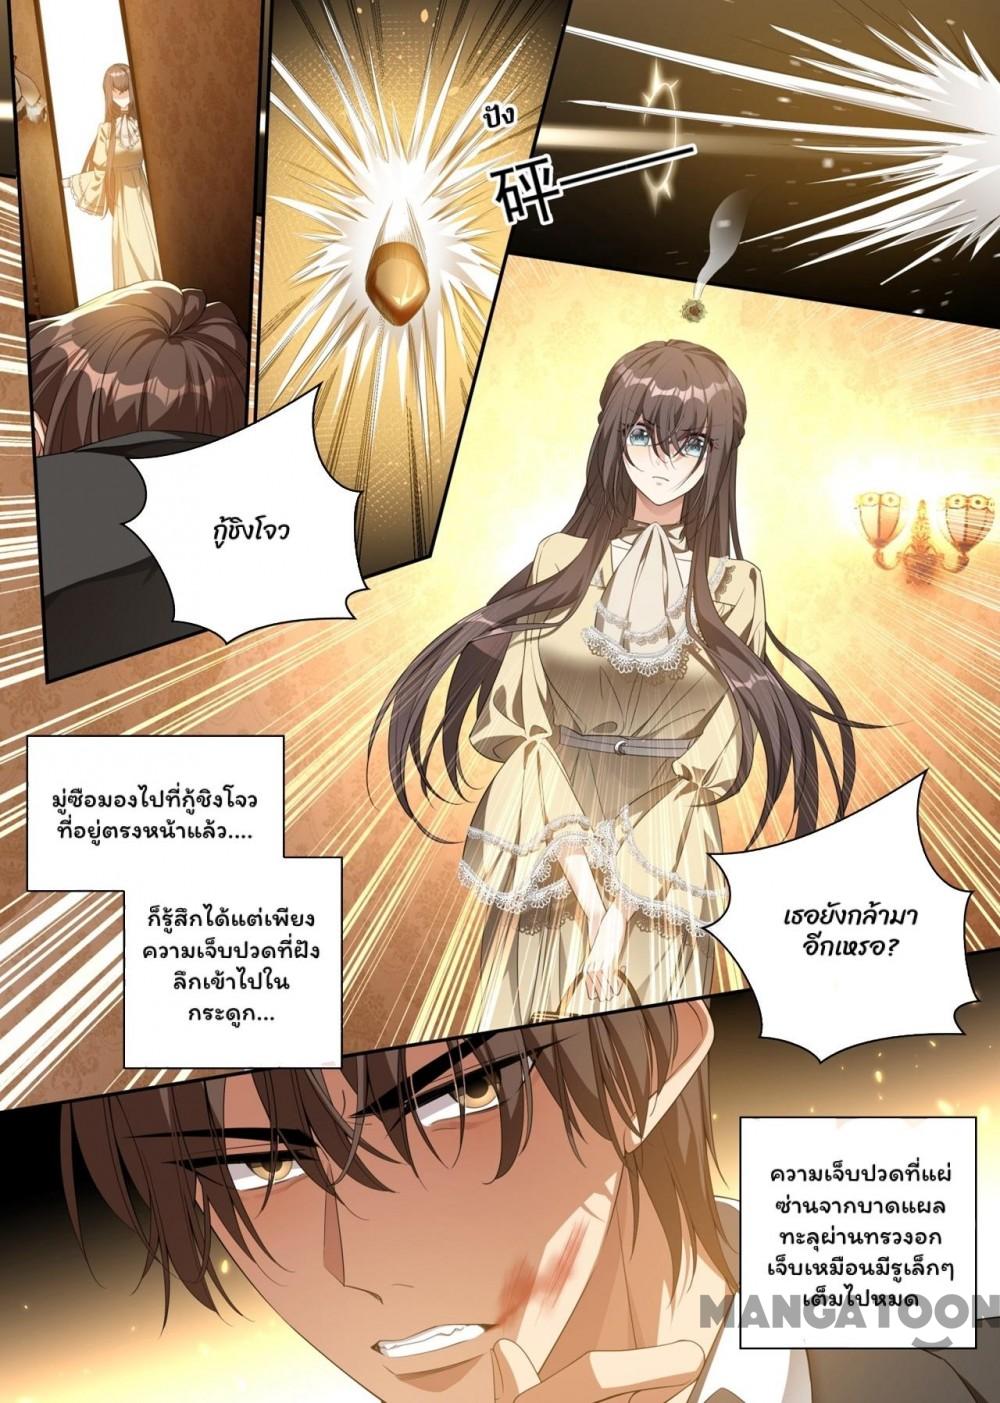 ปัง
砰—
กู้ชิงโจว
มู่ซือมองไปที่กู้ชิงโจว
ที่อยู่ตรงหน้าแล้ว....
ก็รู้สึกได้แต่เพียง
ความเจ็บปวดที่ฝัง
ลึกเข้าไปใน
กระดูก...
เธอยังกล้ามา
อีกเหรอ?
ความเจ็บปวดที่แผ่
ซ่านจากบาดแผล
ทะลุผ่านทรวงอก
เจ็บเหมือนมีรูเล็กๆ
เต็มไปหมด
MANGATOON